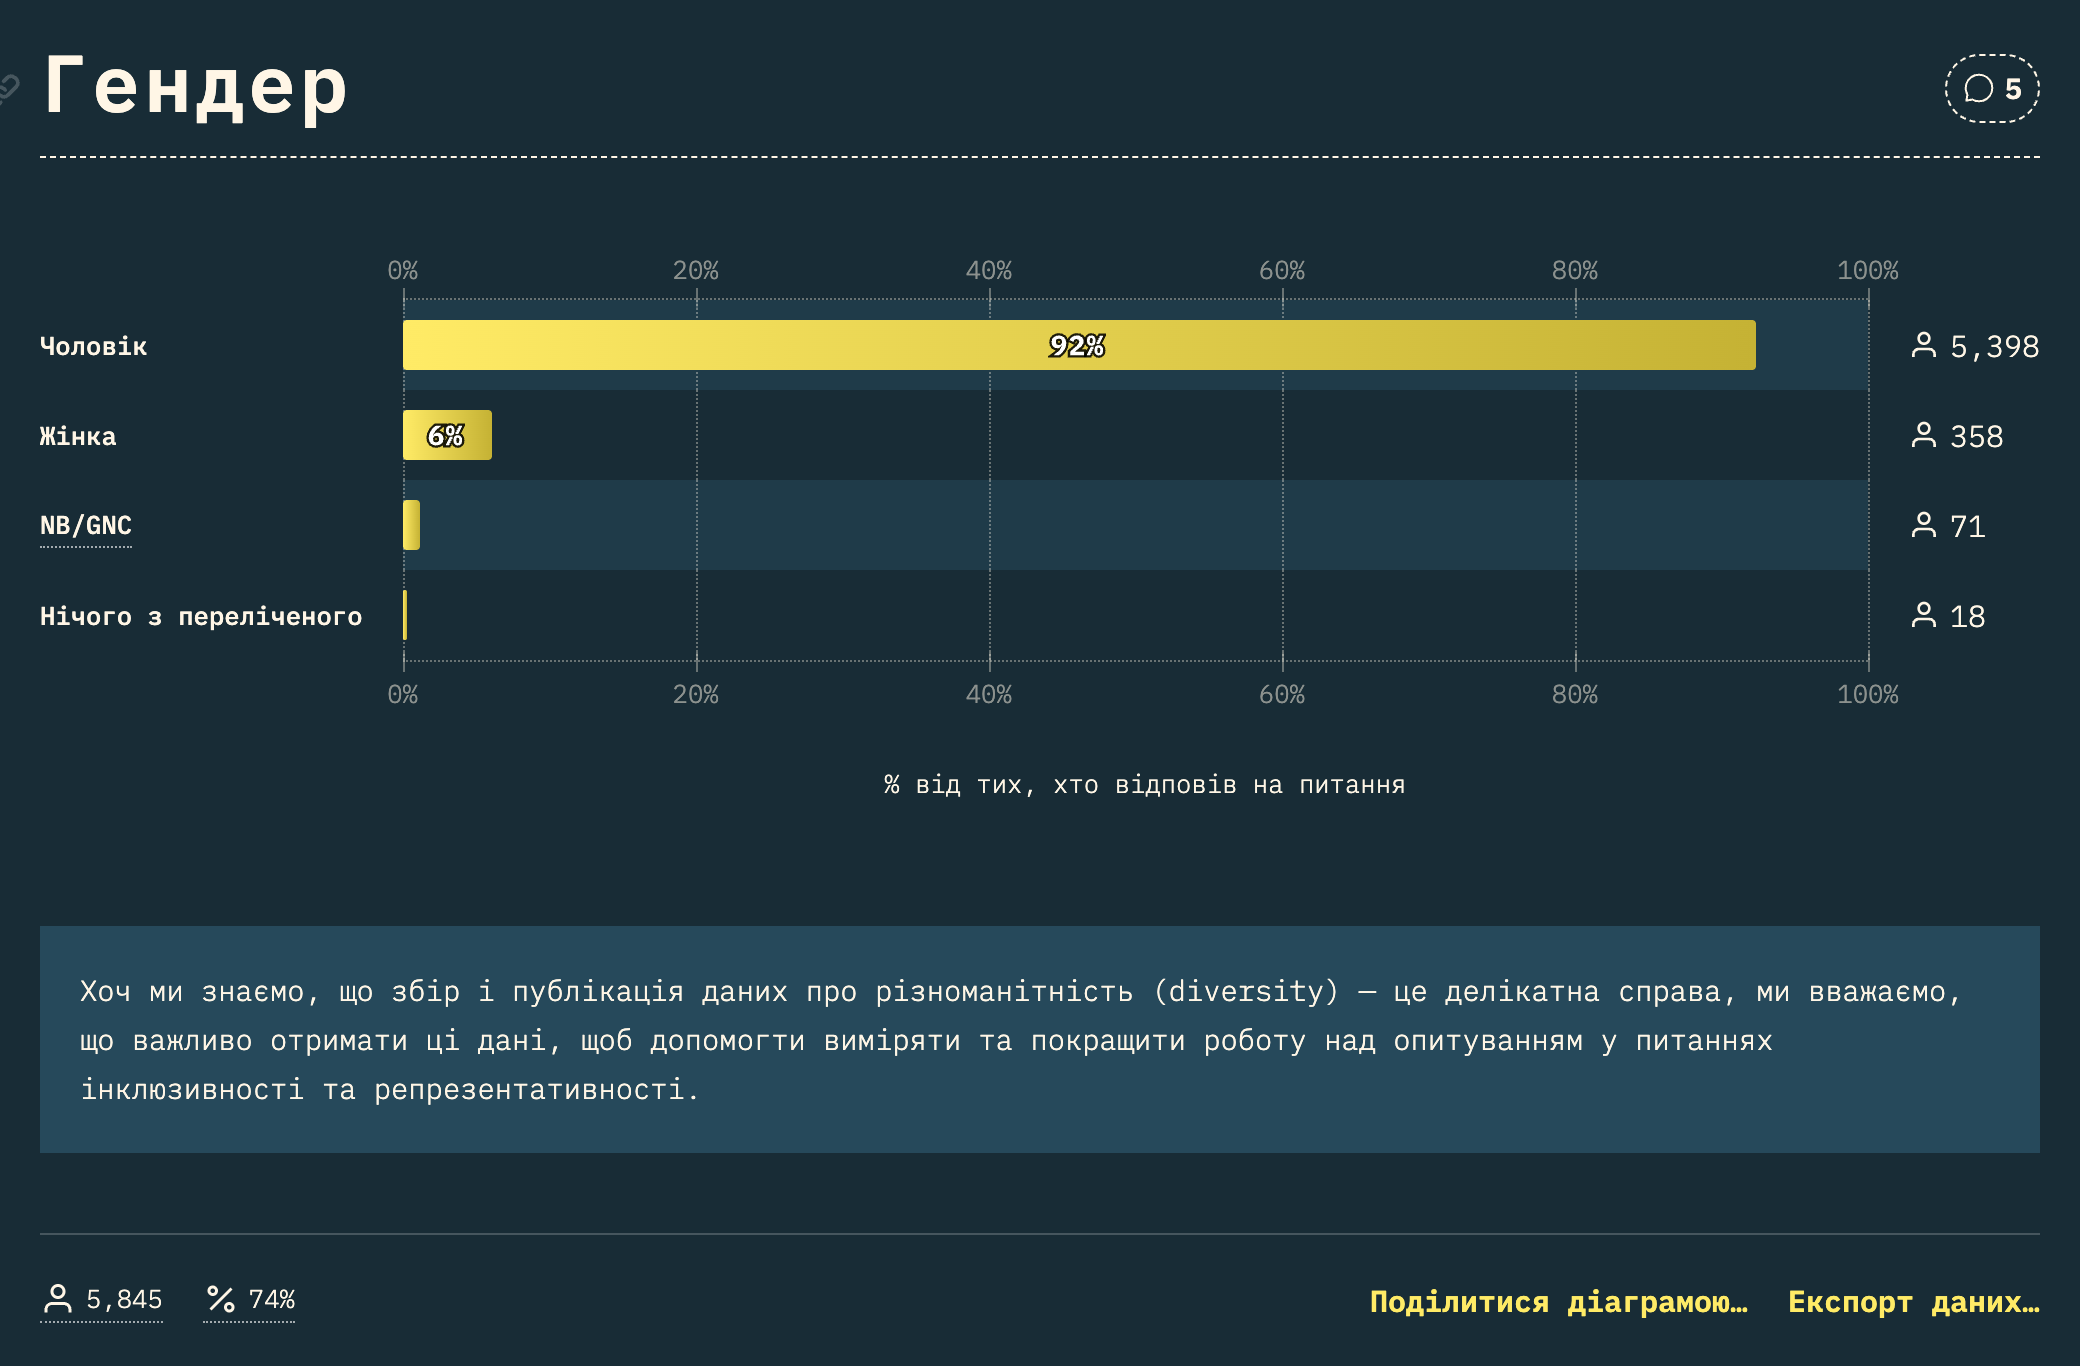 Гендер
5
0% 20% 40% 60% 80% 100%
Чоловік 92% 5,398
Жінка 6% 358
NB/GNC 71
Нічого з переліченого 18
0% 20% 40% 60% 80% 100%
% від тих, хто відповів на питання
Хоч ми знаємо, що збір і публікація даних про різноманітність (diversity) — це делікатна справа, ми вважаємо,
що важливо отримати ці дані, щоб допомогти виміряти та покращити роботу над опитуванням у питаннях
інклюзивності та репрезентативності.
5,845 74% Поділитися діаграмою… Експорт даних…